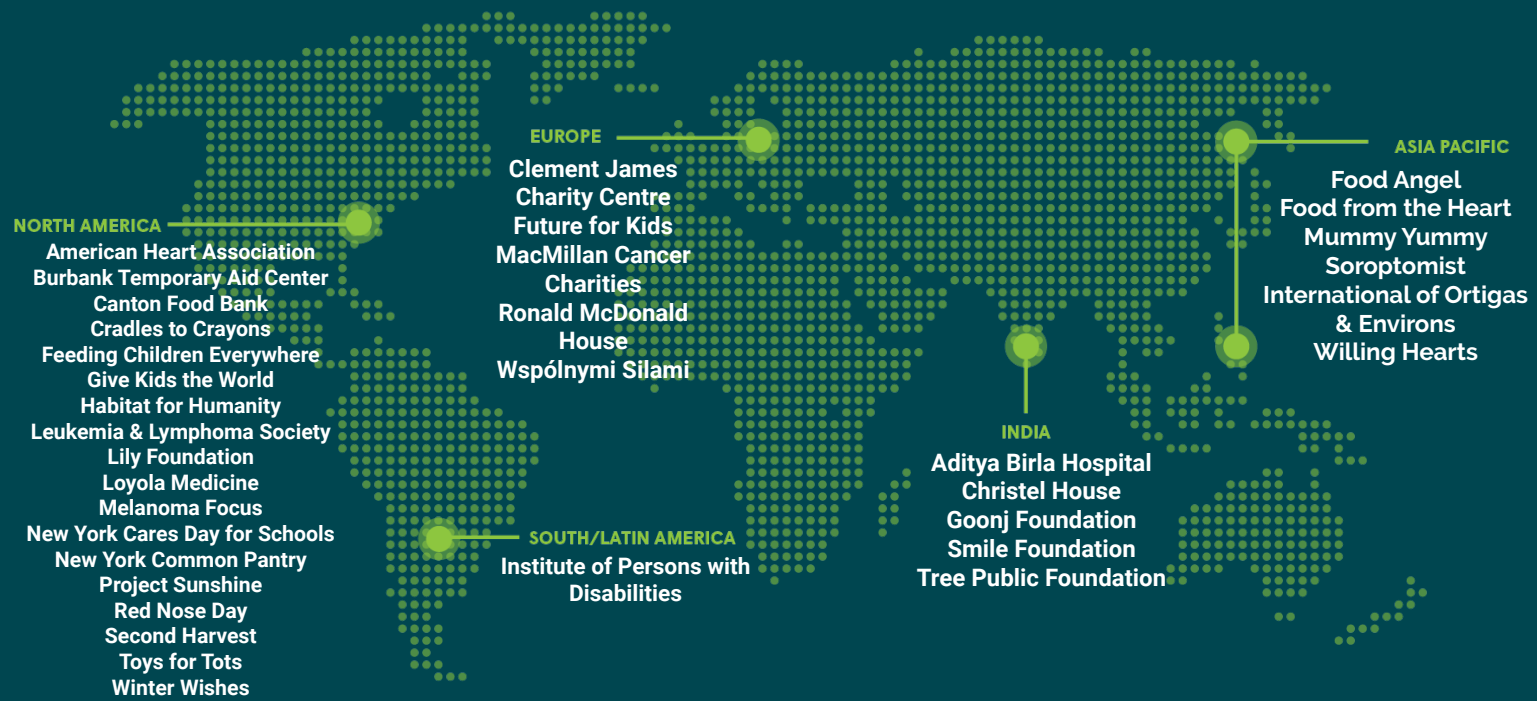 NORTH AMERICA
American Heart Association
Burbank Temporary Aid Center
Canton Food Bank
Cradles to Crayons
Feeding Children Everywhere
Give Kids the World
Habitat for Humanity
Leukemia & Lymphoma Society
Lily Foundation
Loyola Medicine
Melanoma Focus
New York Cares Day for Schools
New York Common Pantry
Project Sunshine
Red Nose Day
Second Harvest
Toys for Tots
Winter Wishes
EUROPE
Clement James
Charity Centre
Future for Kids
MacMillan Cancer
Charities
Ronald McDonald
House
Wspólnymi Silami
SOUTH/LATIN AMERICA
Institute of Persons with
Disabilities
INDIA
Aditya Birla Hospital
Christel House
Goonj Foundation
Smile Foundation
Tree Public Foundation
ASIA PACIFIC
Food Angel
Food from the Heart
Mummy Yummy
Soroptomist
International of Ortigas
& Environs
Willing Hearts